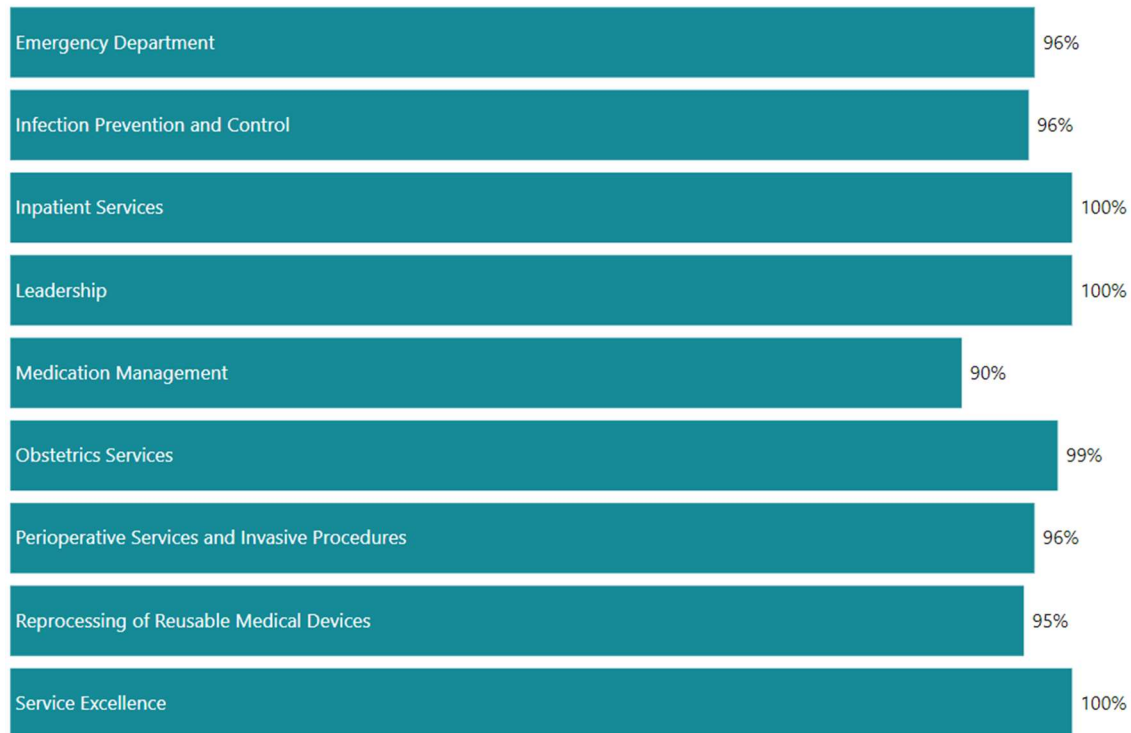 Emergency Department 96%
Infection Prevention and Control 96%
Inpatient Services 100%
Leadership 100%
Medication Management 90%
Obstetrics Services 99%
Perioperative Services and Invasive Procedures 96%
Reprocessing of Reusable Medical Devices 95%
Service Excellence 100%